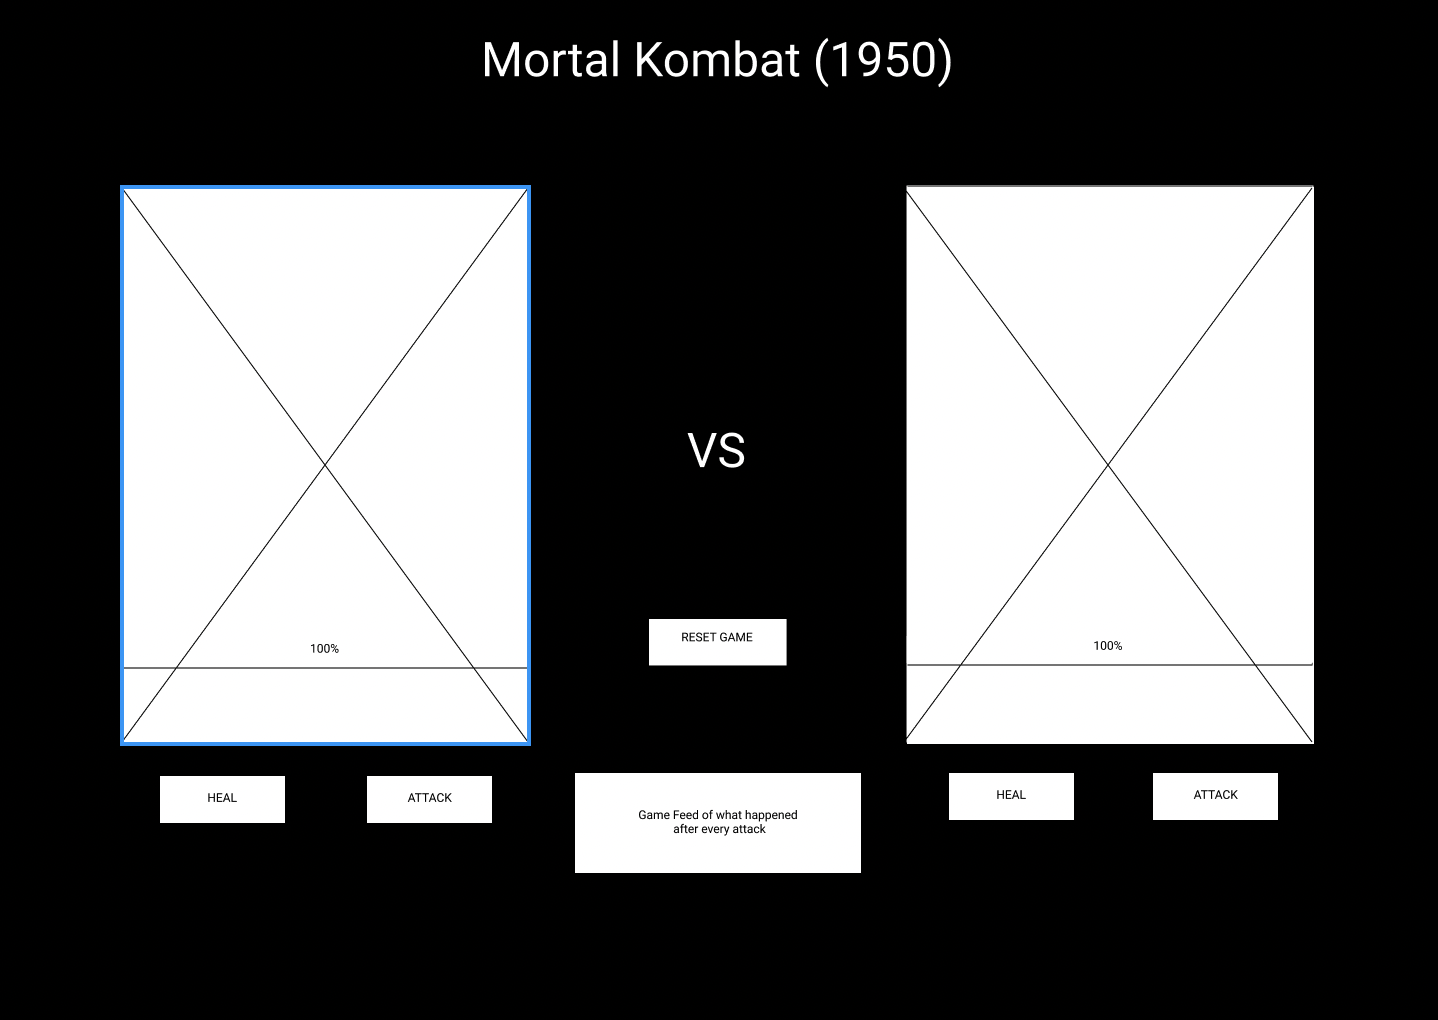 Mortal Kombat (1950)
VS
RESET GAME
100%
100%
HEAL
ATTACK
Game Feed of what happened
after every attack
HEAL
ATTACK